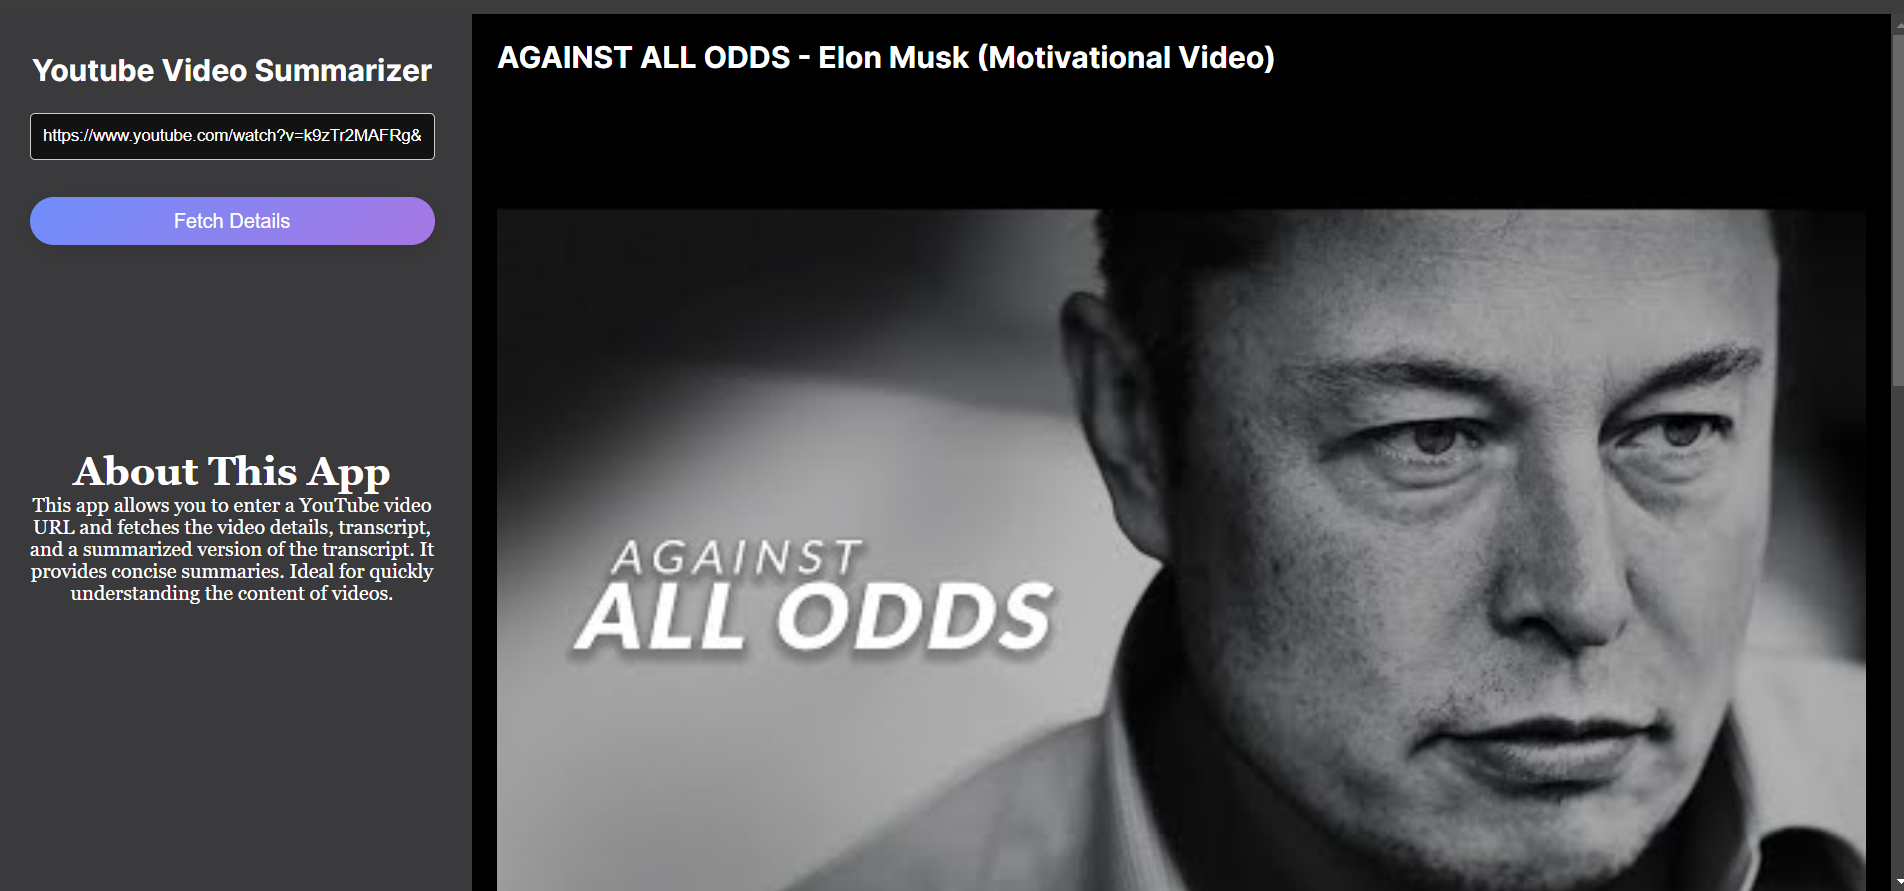 Youtube Video Summarizer
https://www.youtube.com/watch?v=k9zTr2MAFRg&
Fetch Details
About This App
This app allows you to enter a YouTube video
URL and fetches the video details, transcript,
and a summarized version of the transcript. It
provides concise summaries. Ideal for quickly
understanding the content of videos.
AGAINST ALL ODDS - Elon Musk (Motivational Video)
AGAINST
ALL ODDS